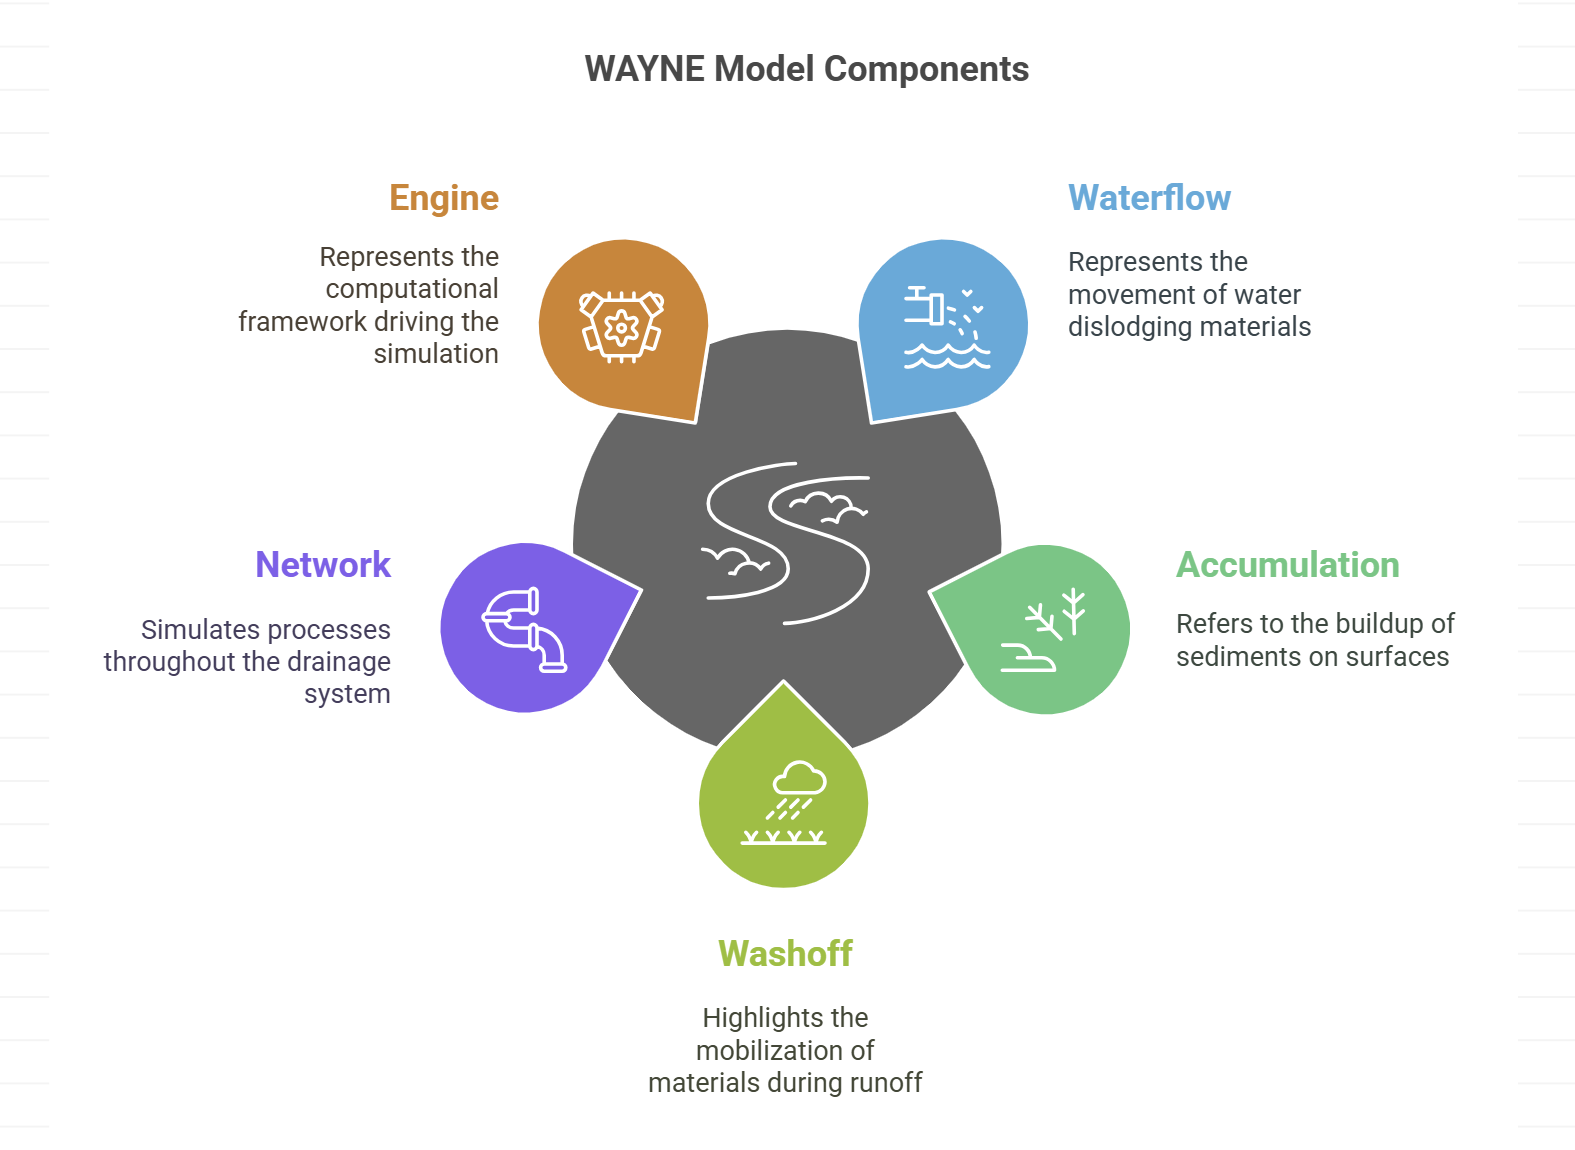 WAYNE Model Components
Engine
Represents the
computational
framework driving the
simulation
Waterflow
Represents the
movement of water
dislodging materials
Network
Simulates processes
throughout the drainage
system
Accumulation
Refers to the buildup of
sediments on surfaces
Washoff
Highlights the
mobilization of
materials during runoff